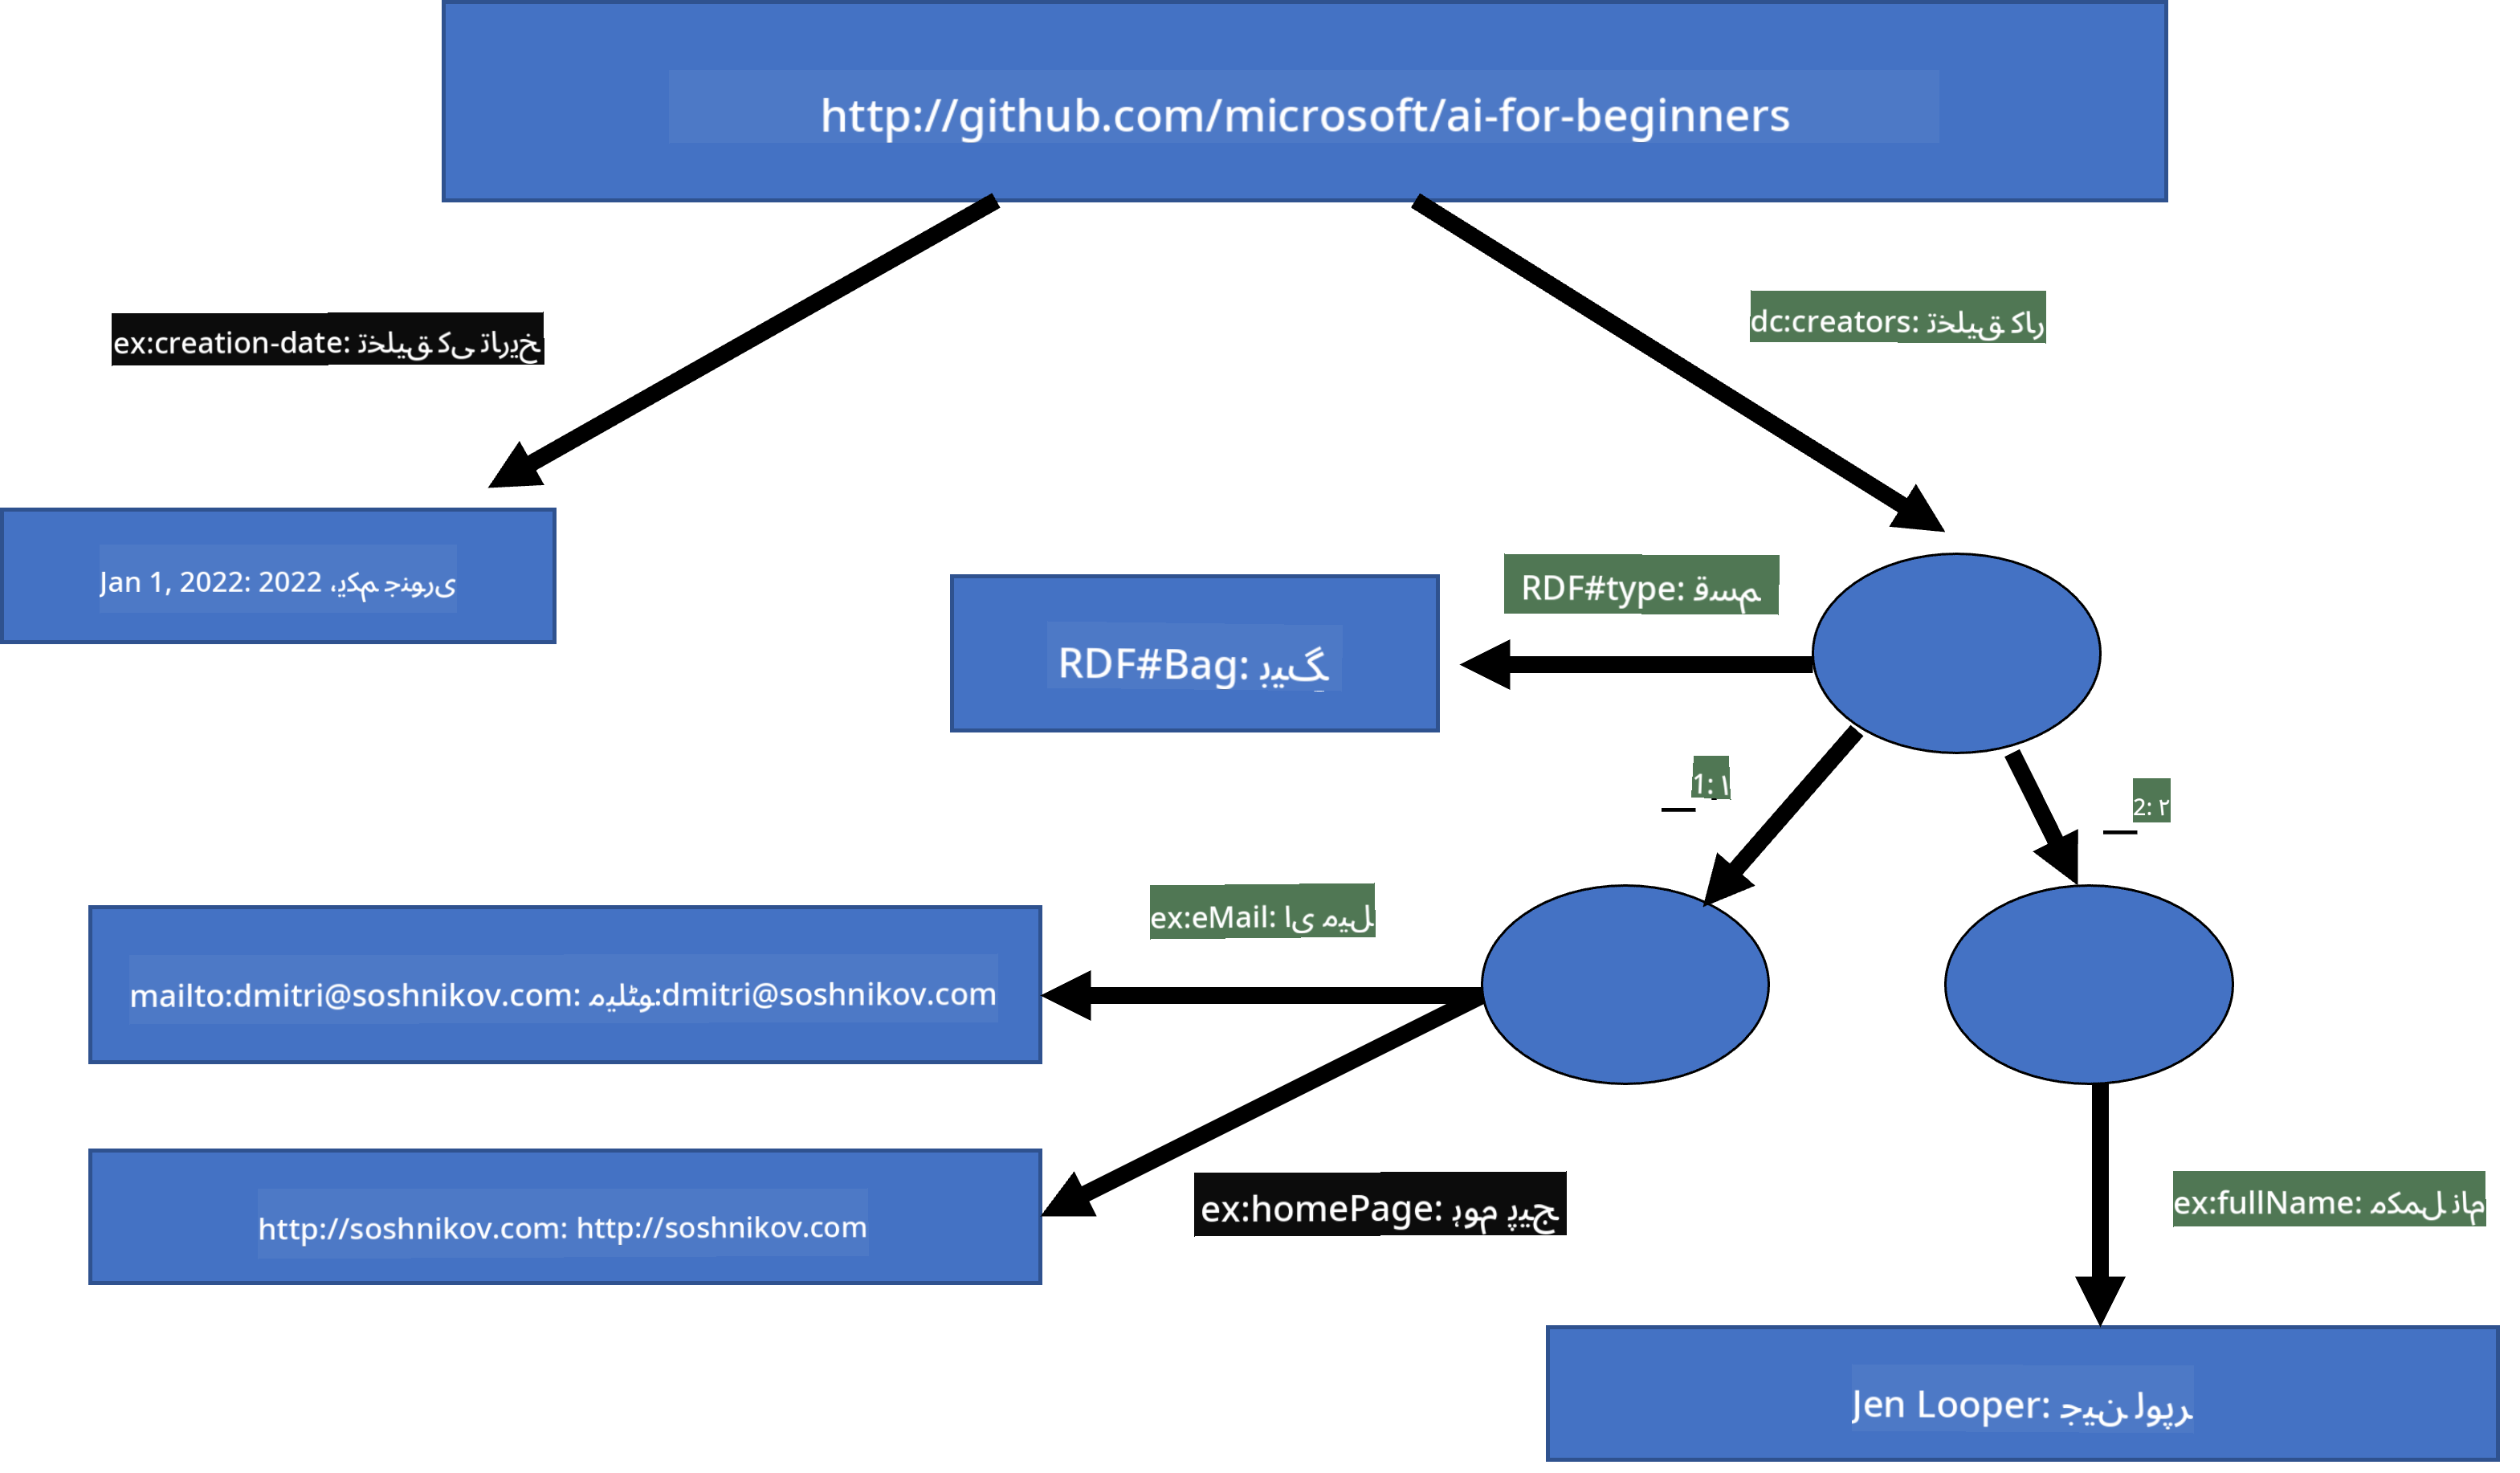 http://github.com/microsoft/ai-for-beginners
ex:creation-date: تخلیق کی تاریخ
dc:creators: تخلیق کار
Jan 1, 2022: 2022 ،یکم جنوری
RDF#type: قسم
RDF#Bag: بیگ
1: ۱
2: ۲
ex:eMail: ای میل
mailto:dmitri@soshnikov.com: میلٹو:dmitri@soshnikov.com
ex:homePage: ہوم پیج
http://soshnikov.com: http://soshnikov.com
ex:fullName: مکمل نام
Jen Looper: جین لوپر